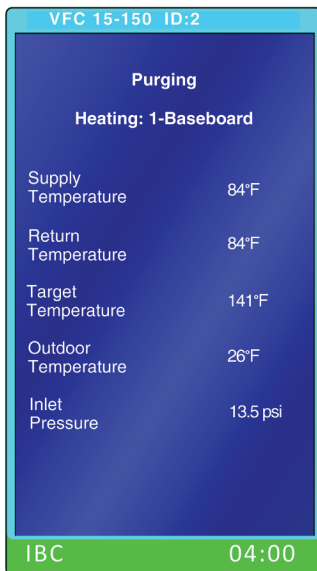 VFC 15-150 ID:2
Purging
Heating: 1-Baseboard
Supply
Temperature
84°F
Return
Temperature
84°F
Target
Temperature
141°F
Outdoor
Temperature
26°F
Inlet
Pressure
13.5 psi
IBC 04:00